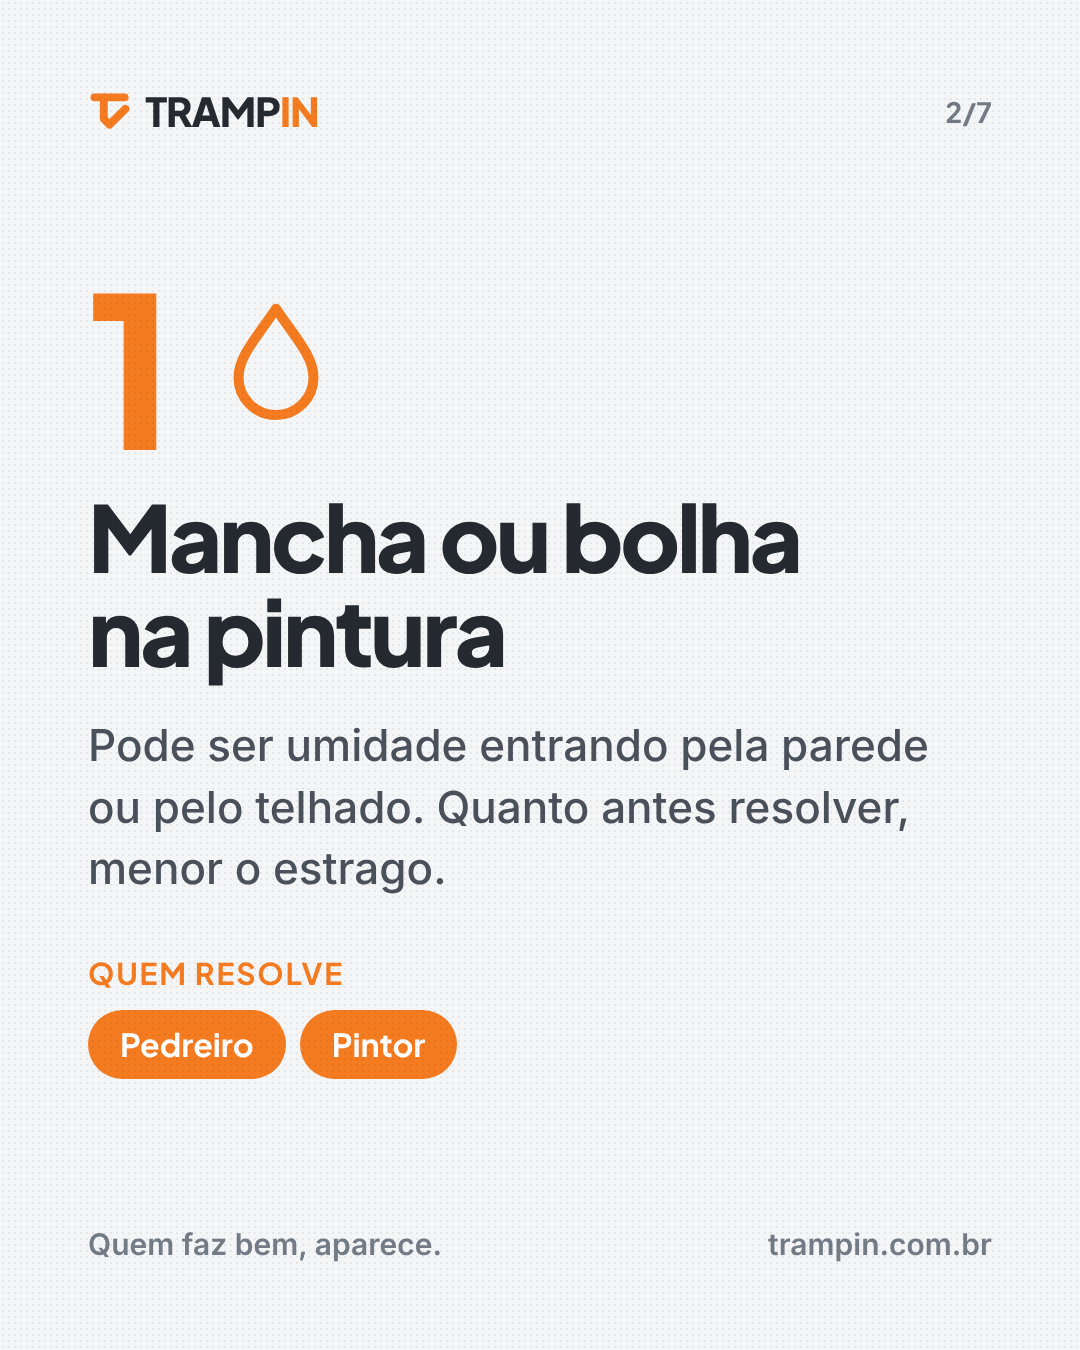 TRAMPIN
2/7
1
Mancha ou bolha
na pintura
Pode ser umidade entrando pela parede
ou pelo telhado. Quanto antes resolver,
menor o estrago.
QUEM RESOLVE
Pedreiro
Pintor
Quem faz bem, aparece.
trampin.com.br